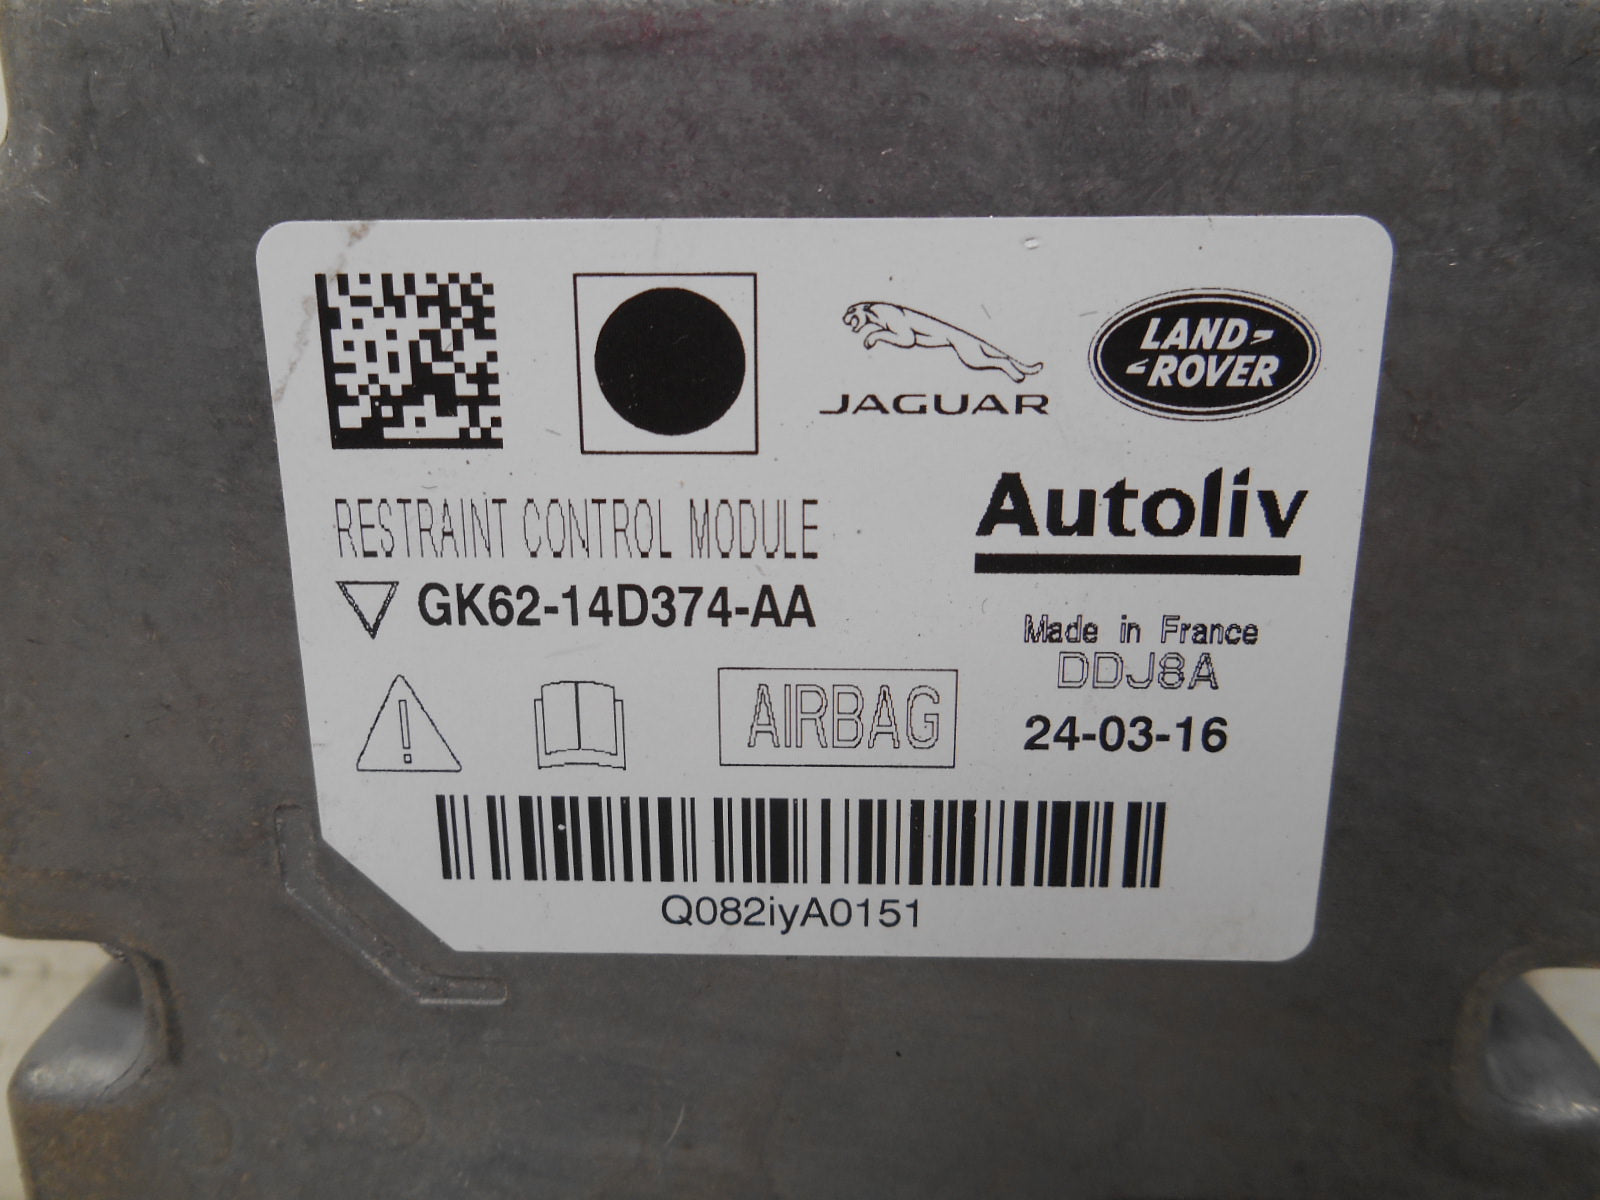 JAGUAR
LAND
ROVER
Autoliv
RESTRAINT CONTROL MODULE
GK62-14D374-AA
Made in France
DDJ8A
24-03-16
AIRBAG
Q082iyA0151